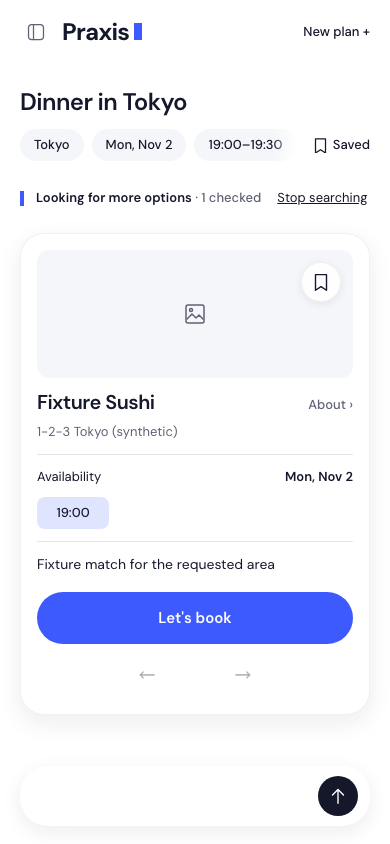 Praxis
New plan +
Dinner in Tokyo
Tokyo
Mon, Nov 2
19:00–19:30
Saved
Looking for more options · 1 checked
Stop searching
Fixture Sushi
About ›
1-2-3 Tokyo (synthetic)
Availability
Mon, Nov 2
19:00
Fixture match for the requested area
Let's book
← →